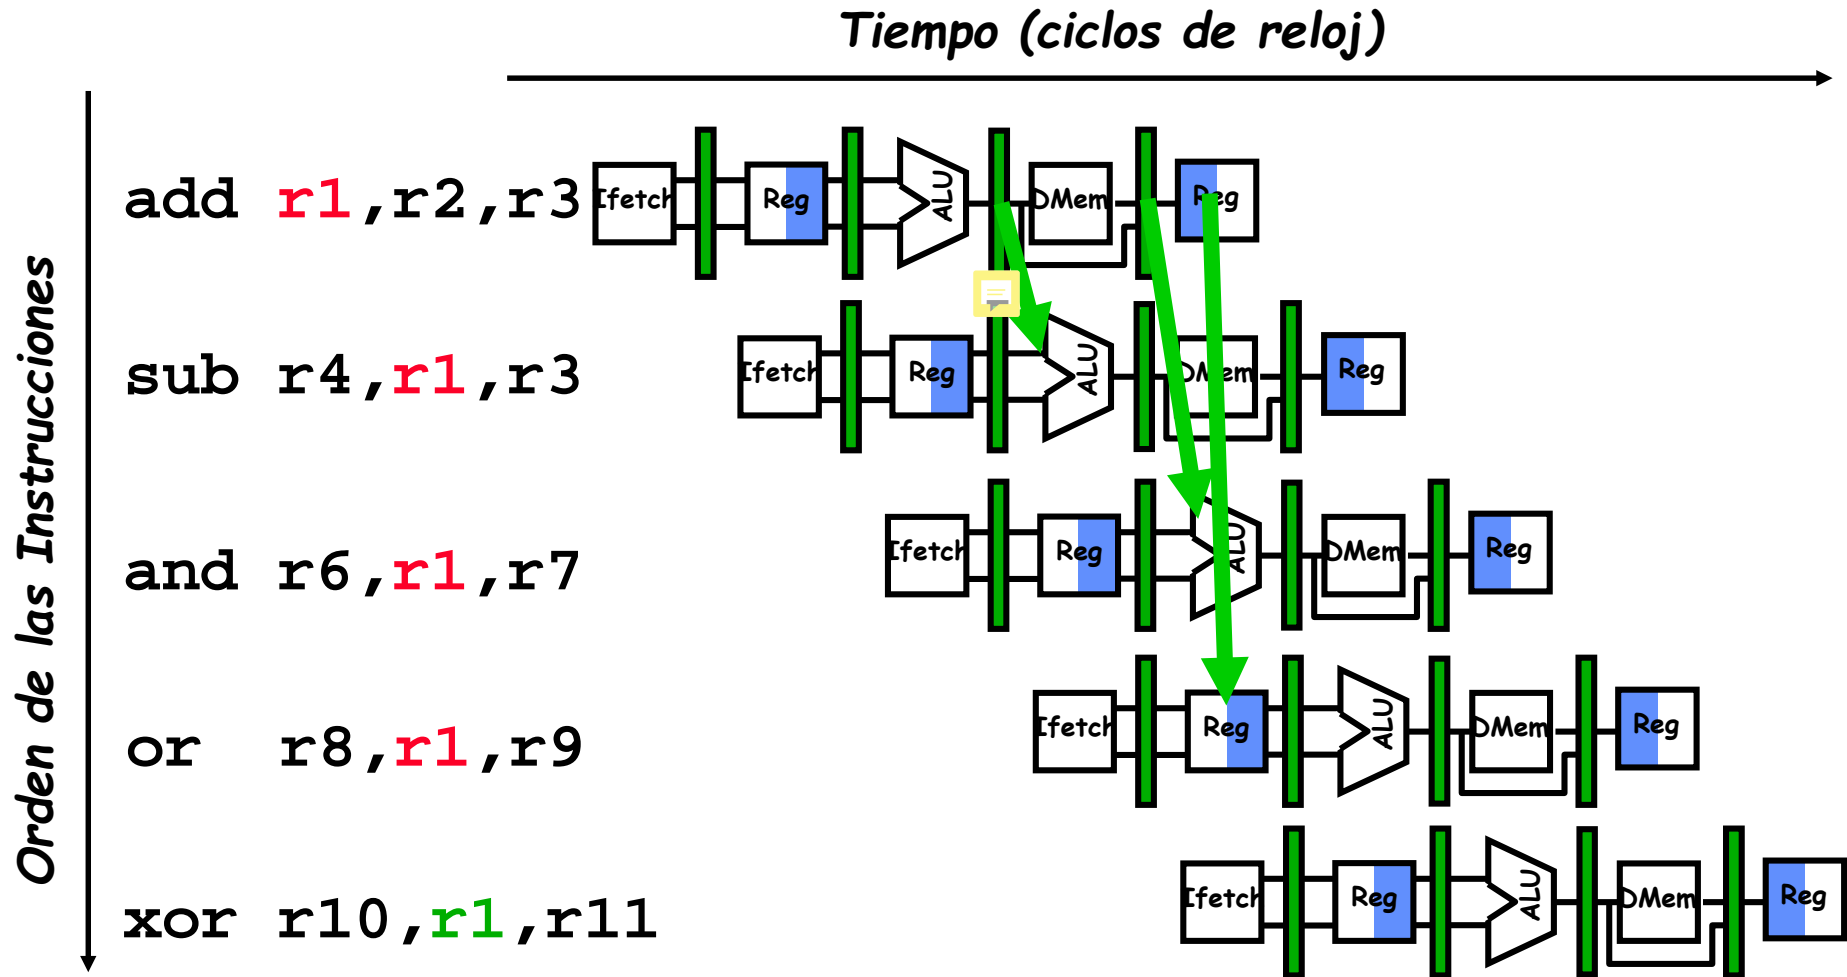 Tiempo (ciclos de reloj)
Orden de las Instrucciones
add r1,r2,r3
Ifetch Reg ALU DMem Reg
sub r4,r1,r3
Ifetch Reg ALU DMem Reg
and r6,r1,r7
Ifetch Reg ALU DMem Reg
or r8,r1,r9
Ifetch Reg ALU DMem Reg
xor r10,r1,r11
Ifetch Reg ALU DMem Reg